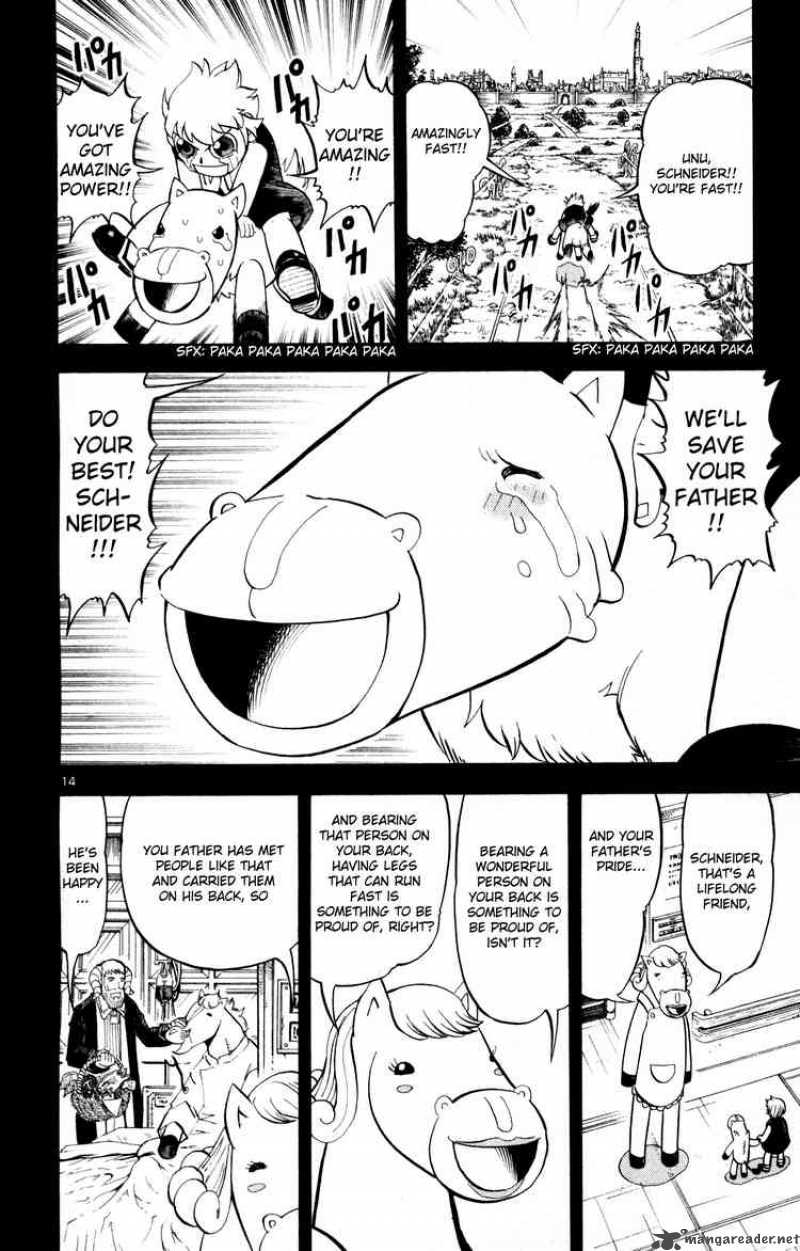 UNU,
SCHNEIDER!!
YOU'RE FAST!!
AMAZINGLY
FAST!!
パカ
パカ
パカ
パカ
SFX: PAKA PAKA PAKA PAKA PAKA
YOU'RE
AMAZING
!!
YOU'VE
GOT
AMAZING
POWER!!
パカ
パカ
パカ
パカ
パカ
SFX: PAKA PAKA PAKA PAKA PAKA
WE'LL
SAVE
YOUR
FATHER
!!
DO
YOUR
BEST!
SCH-
NEIDER
!!!
14
SCHNEIDER,
THAT'S A
LIFELONG
FRIEND,
AND YOUR
FATHER'S
PRIDE...
BEARING A
WONDERFUL
PERSON ON
YOUR BACK IS
SOMETHING TO
BE PROUD OF,
ISN'T IT?
AND BEARING
THAT PERSON ON
YOUR BACK,
HAVING LEGS
THAT CAN RUN
FAST IS
SOMETHING TO BE
PROUD OF, RIGHT?
YOU FATHER HAS MET
PEOPLE LIKE THAT
AND CARRIED THEM
ON HIS BACK, SO
HE'S
BEEN
HAPPY
...
mangareader.net